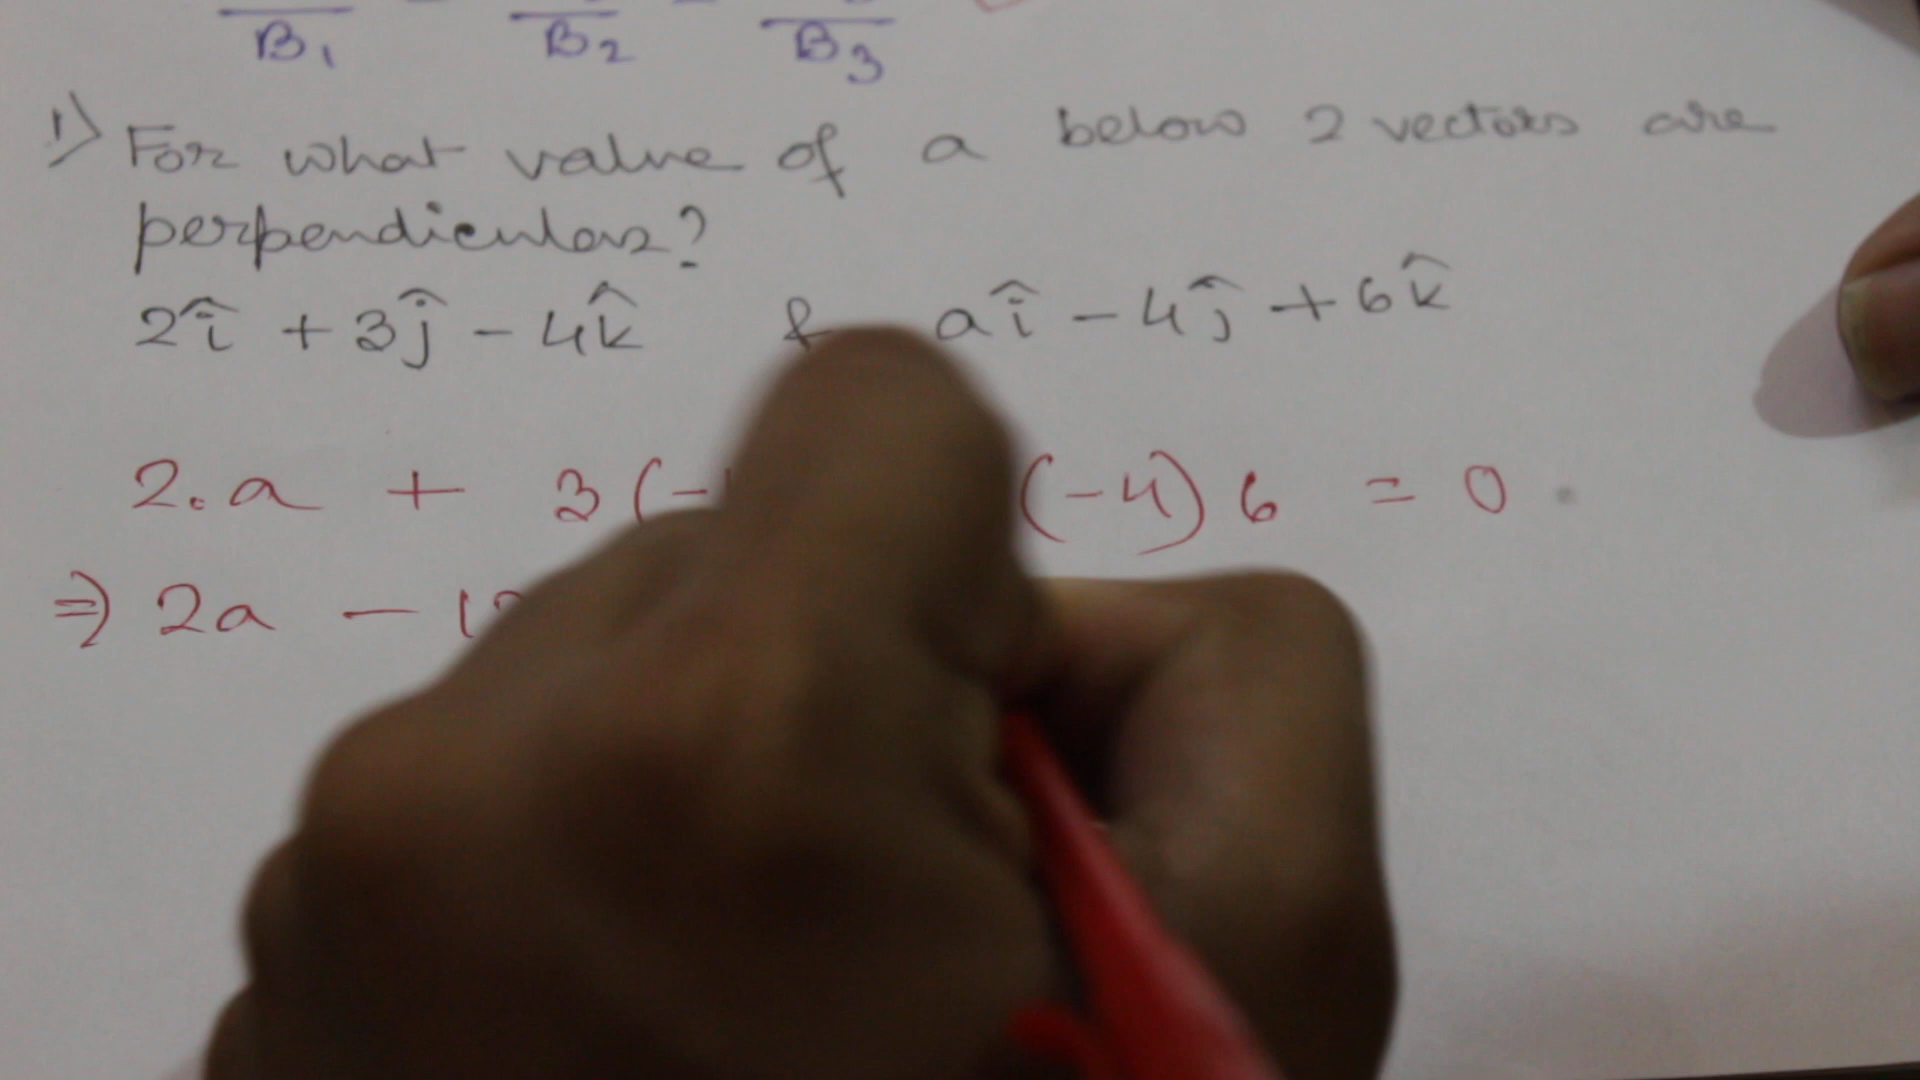 B₁ B₂ B₃
1) For what value of a below 2 vectors are
perpendicular?
2î + 3ĵ - 4k̂ & aî - 4ĵ + 6k̂
2.a + 3(- (-4)6 = 0
⇒ 2a - 12